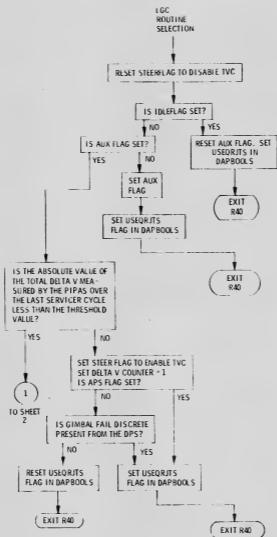 LGC
ROUTINE
SELECTION
RESET STEERFLAG TO DISABLE TVC
IS IDLEFLAG SET?
NO
YES
IS AUX FLAG SET?
RESET AUX FLAG. SET
USEQRJTS IN
DAPBOOLS
YES
NO
SET AUX
FLAG
EXIT
R40
SET USEQRJTS
FLAG IN DAPBOOLS
EXIT
R40
IS THE ABSOLUTE VALUE OF
THE TOTAL DELTA V MEA-
SURED BY THE PIPAS OVER
THE LAST SERVICER CYCLE
LESS THAN THE THRESHOLD
VALUE?
YES
NO
1
TO SHEET
2
SET STEER FLAG TO ENABLE TVC
SET DELTA V COUNTER - 1
IS APS FLAG SET?
NO
YES
IS GIMBAL FAIL DISCRETE
PRESENT FROM THE DPS?
NO
YES
RESET USEQRJTS
FLAG IN DAPBOOLS
SET USEQRJTS
FLAG IN DAPBOOLS
EXIT R40
EXIT R40